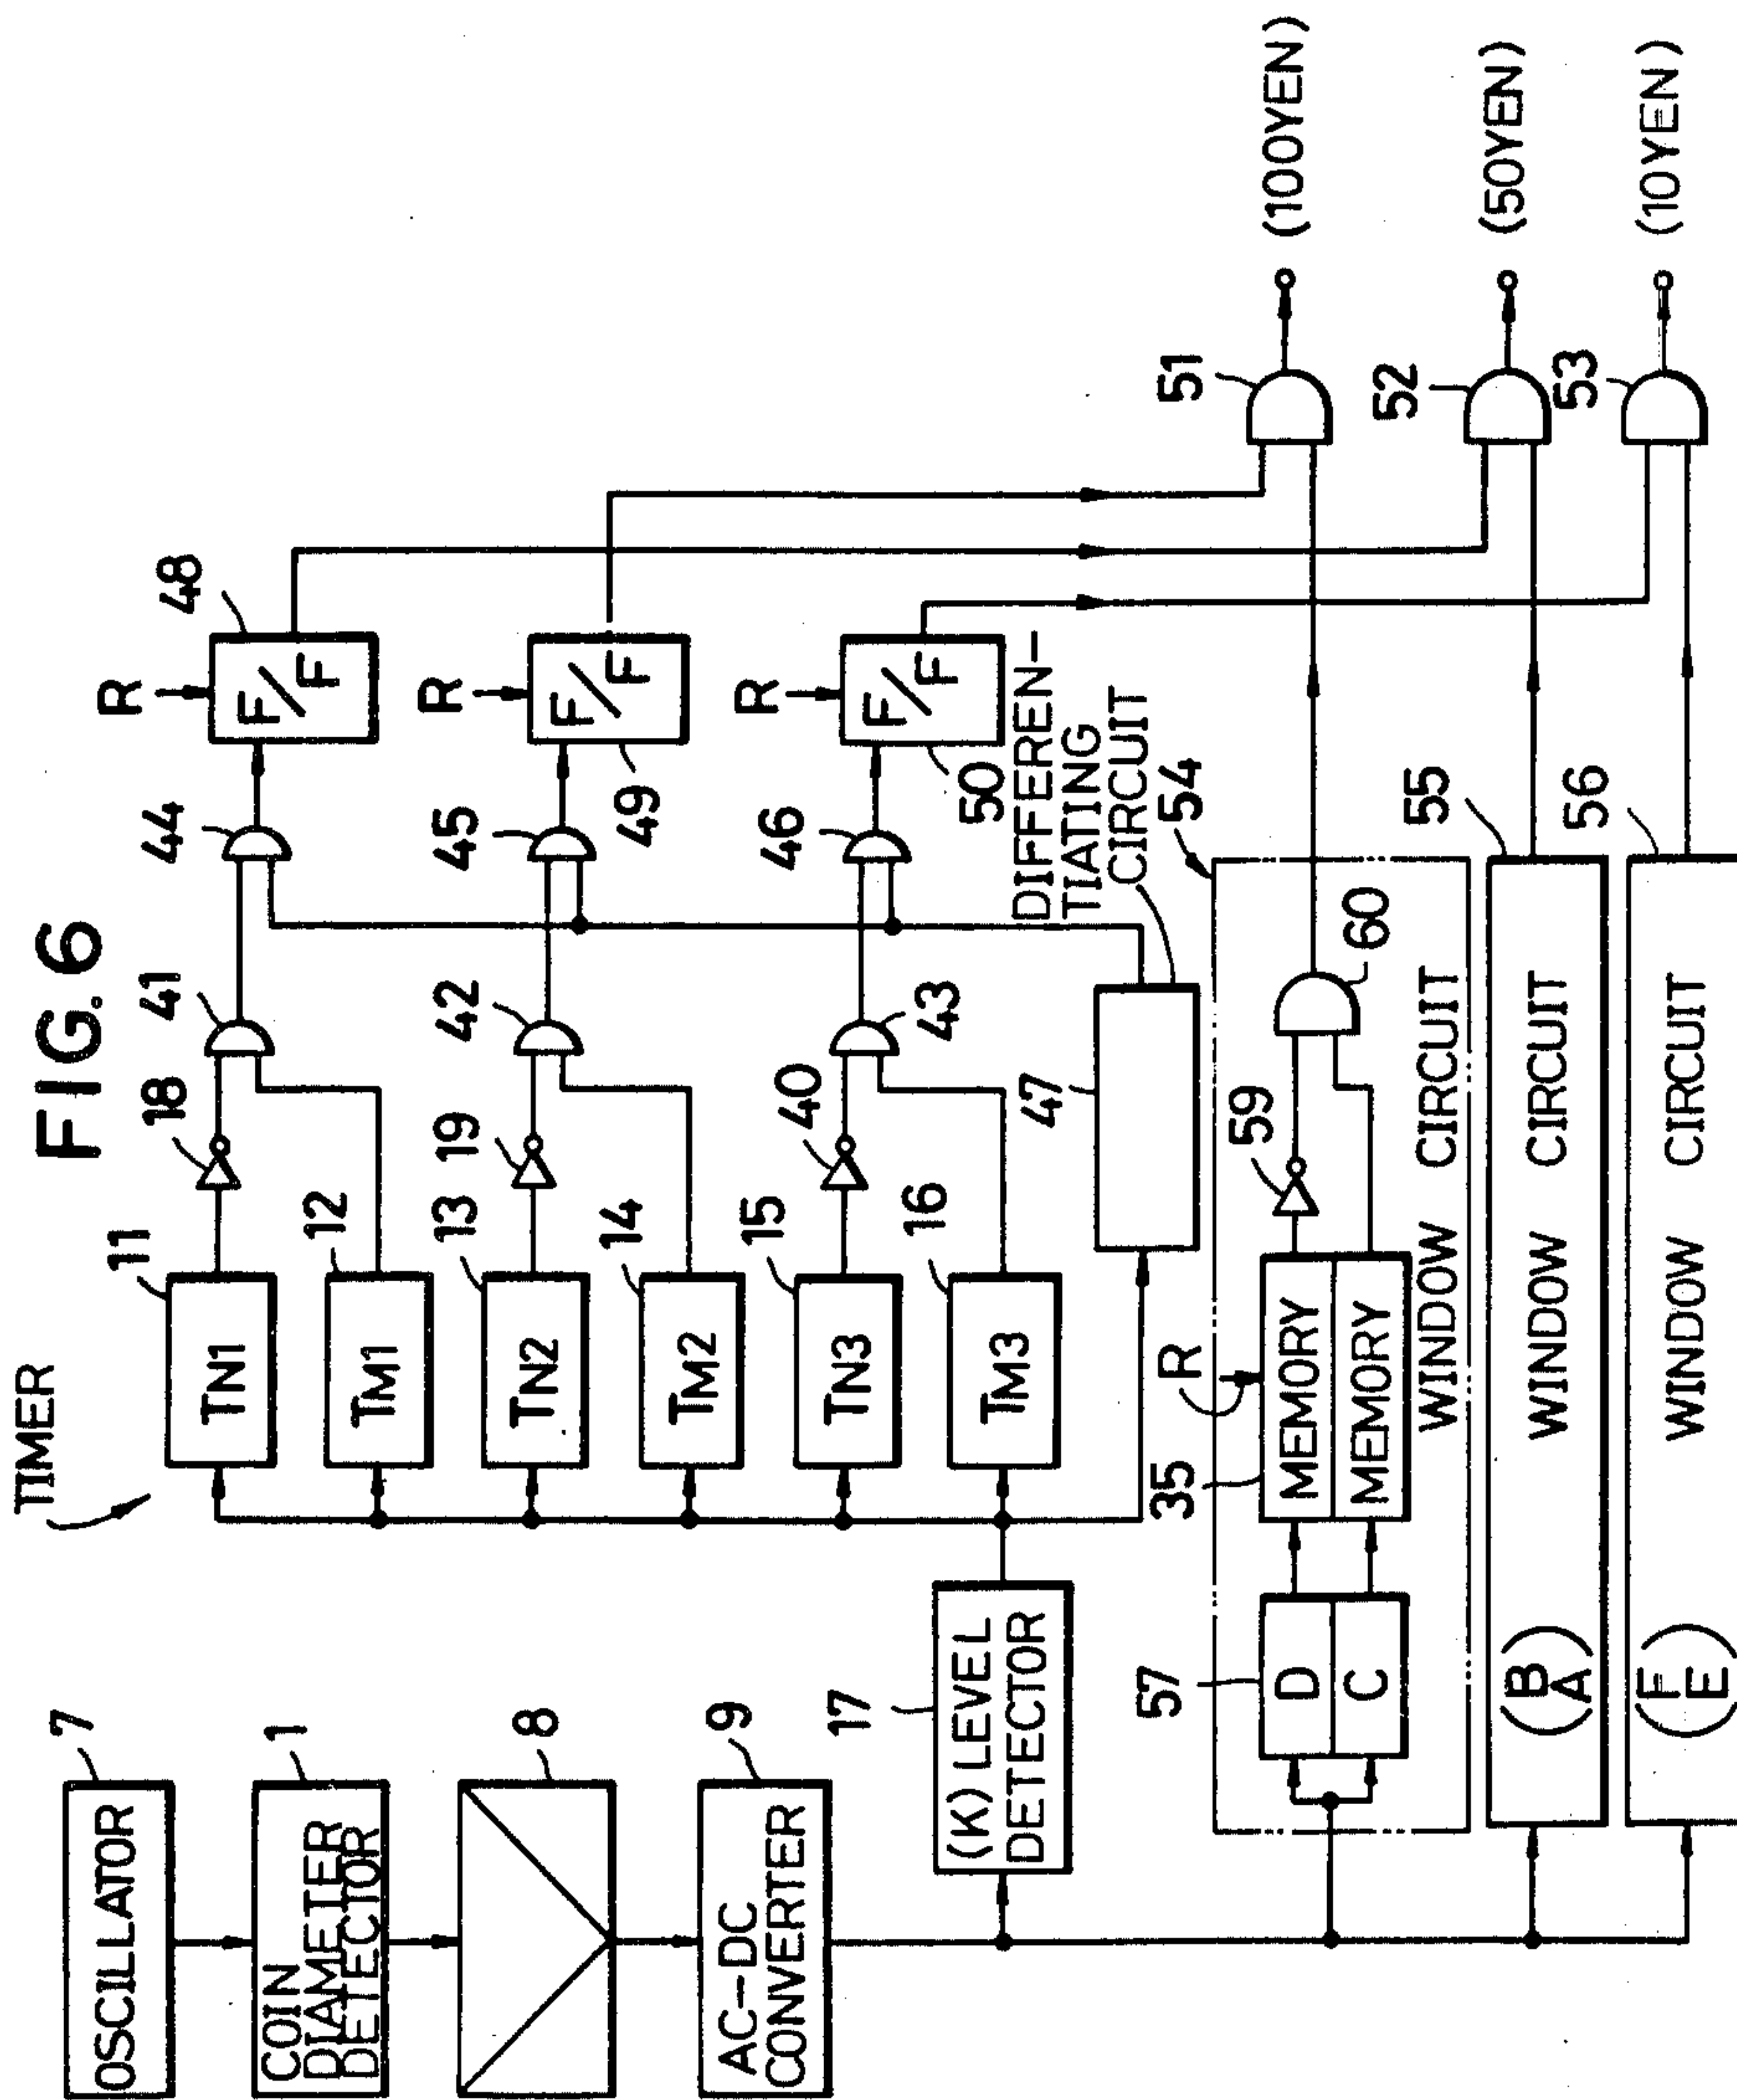 FIG. 6
TIMER
7
OSCILLATOR
1
COIN
DIAMETER
DETECTOR
8
9
AC-DC
CONVERTER
17
(K) LEVEL
DETECTOR
11
TN1
12
TM1
13
TN2
14
TM2
15
TN3
16
TM3
18
19
40
41
42
43
44
45
46
47
DIFFEREN-
TIATING
CIRCUIT
R
48
F/F
R
49
F/F
R
50
F/F
54
57
D
C
35
R
MEMORY
MEMORY
59
60
WINDOW CIRCUIT
55
(B A) WINDOW CIRCUIT
56
(F E) WINDOW CIRCUIT
51
(100YEN)
52
(50YEN)
53
(10YEN)